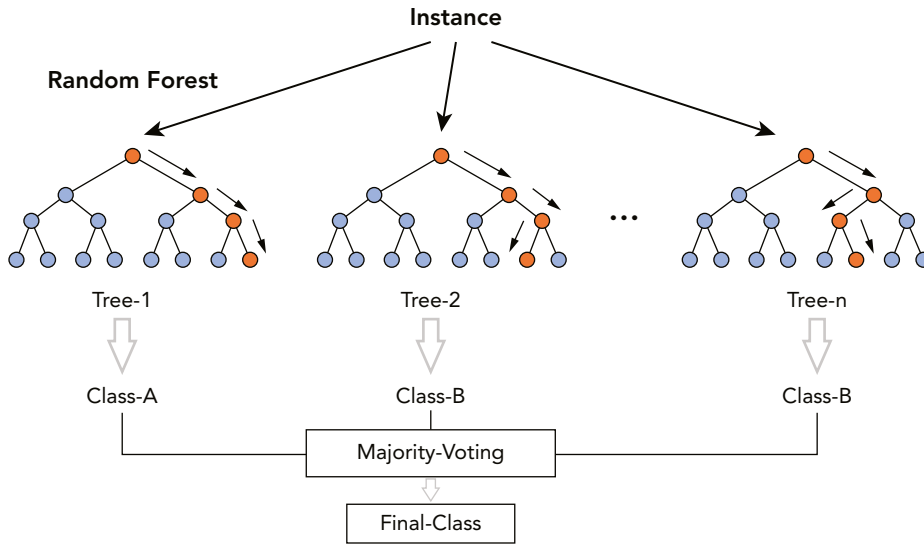 Instance
Random Forest
...
Tree-1
Tree-2
Tree-n
Class-A
Class-B
Class-B
Majority-Voting
Final-Class